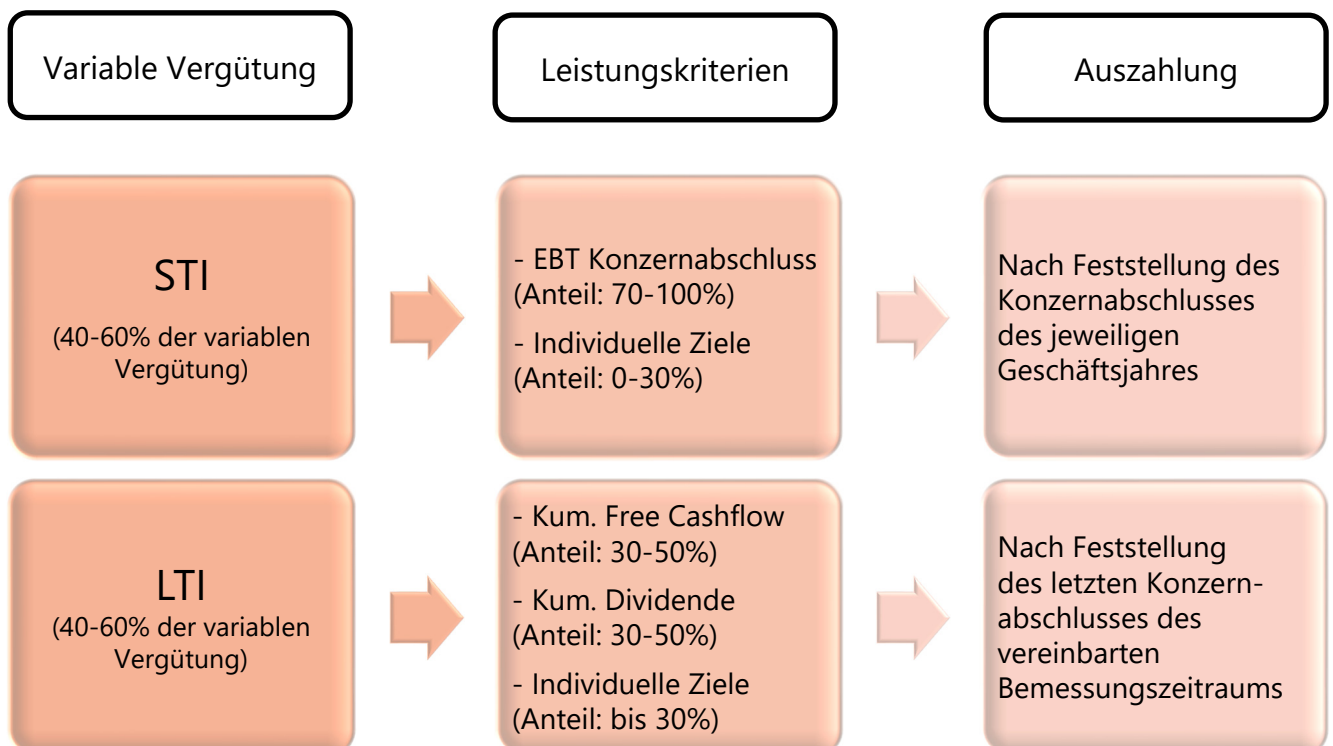 Variable Vergütung
Leistungskriterien
Auszahlung
STI
(40-60% der variablen
Vergütung)
- EBT Konzernabschluss
(Anteil: 70-100%)
- Individuelle Ziele
(Anteil: 0-30%)
Nach Feststellung des
Konzernabschlusses
des jeweiligen
Geschäftsjahres
LTI
(40-60% der variablen
Vergütung)
- Kum. Free Cashflow
(Anteil: 30-50%)
- Kum. Dividende
(Anteil: 30-50%)
- Individuelle Ziele
(Anteil: bis 30%)
Nach Feststellung
des letzten Konzern-
abschlusses des
vereinbarten
Bemessungszeitraums